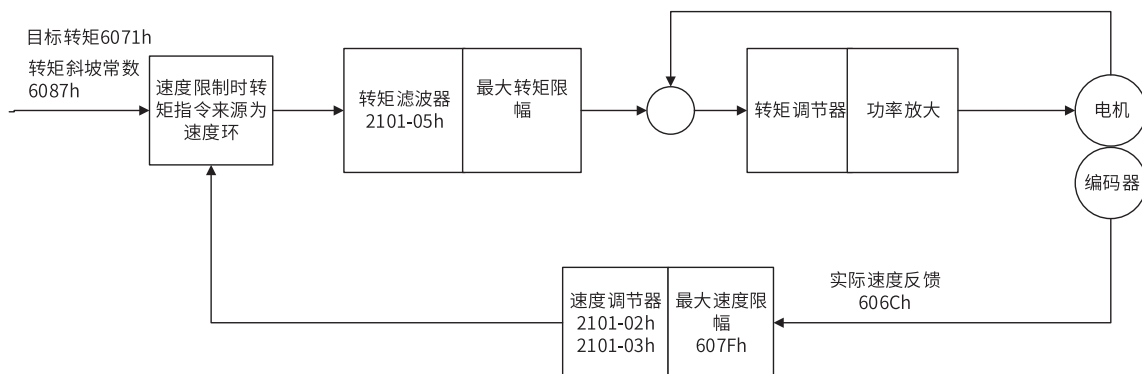 目标转矩6071h
转矩斜坡常数
6087h
速度限制时转
矩指令来源为
速度环
转矩滤波器
2101-05h
最大转矩限
幅
转矩调节器
功率放大
电机
编码器
实际速度反馈
606Ch
速度调节器
2101-02h
2101-03h
最大速度限
幅
607Fh